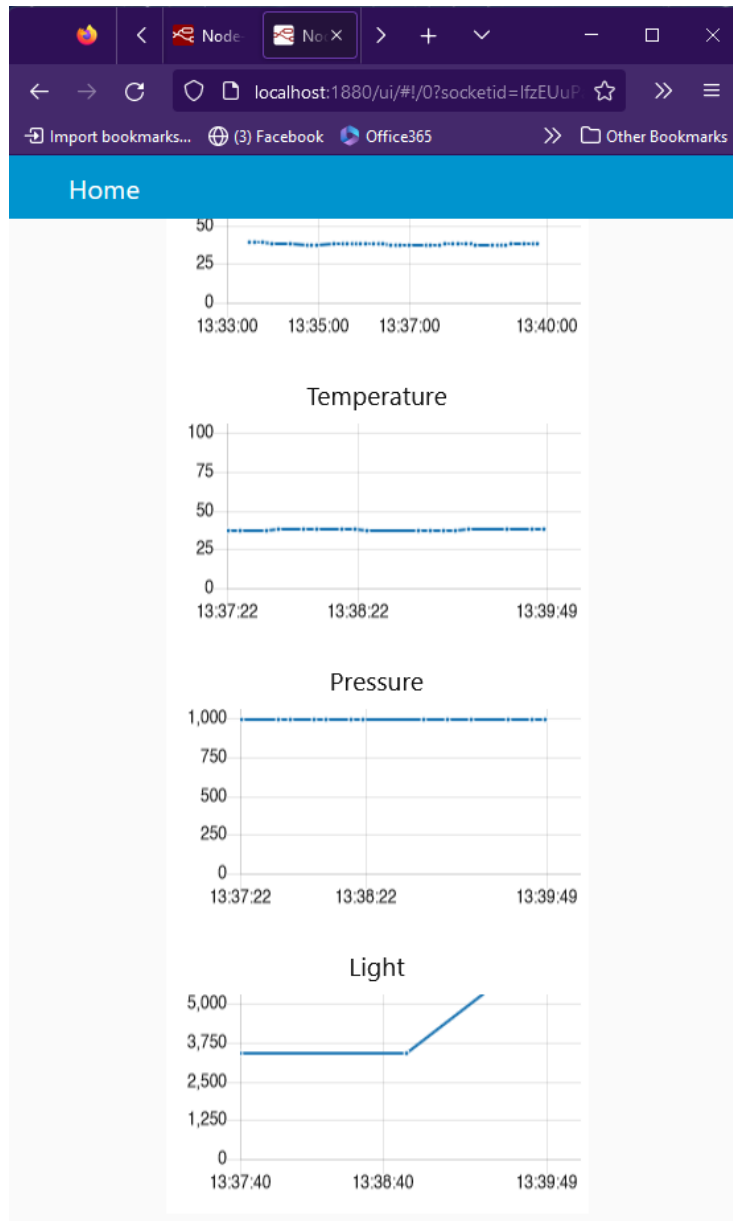 Node- No
localhost:1880/ui/#!/0?socketid=IfzEUuP
Import bookmarks... (3) Facebook Office365 Other Bookmarks
Home
50
25
0
13:33:00 13:35:00 13:37:00 13:40:00
Temperature
100
75
50
25
0
13:37:22 13:38:22 13:39:49
Pressure
1,000
750
500
250
0
13:37:22 13:38:22 13:39:49
Light
5,000
3,750
2,500
1,250
0
13:37:40 13:38:40 13:39:49